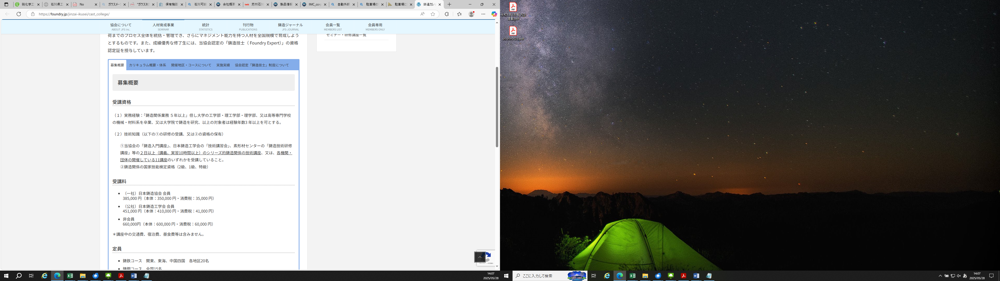 硫化学工
石川県工
No
ガウスメー
"ガウス測
保有機器
石川可鍛
会社概要
苏州石川
製品情報
IMC_corp
自動外観
駐車場の
駐車場に
鋳造カレッ
https://foundry.jp/jinzai-ikusei/cast_college/
協会について 人材育成事業 統計 刊行物 鋳造ジャーナル 会員一覧 会員専用
ABOUT JFS inc. SEMINAR STATISTICS PUBLICATIONS JFS-JOURNAL MEMBERS LIST MEMBERS ONLY
荷までのプロセス全体を統括・管理でき、さらにマネジメント能力を持つ人材を全国規模で育成しよう
とするものです。また、成績優秀な修了生には、当協会認定の「鋳造技士（ Foundry Expert）」の資格
認定証を授与しています。
セミナー・研修講座一覧
募集概要 カリキュラム概要・体系 開催地区・コースについて 実施実績 協会認定「鋳造技士」制度について
募集概要
受講資格
（１）実務経験：「鋳造関係業務 ５年以上」但し大学の工学部・理工学部・理学部、又は高等専門学校
の機械・材料系を卒業、又は大学院で鋳造を研究、以上の対象者は経験年数3 年以上を可とする。
（２）技術知識（以下の①の研修の受講、又は②の資格の保有）
①当協会の「鋳造入門講座」、日本鋳造工学会の「技術講習会」、素形材センターの「鋳造技術研修
講座」等の２日以上（講義、実習10時間以上）のシリーズ的鋳造関係の技術講座、又は、各機関・
団体の開催している11講座のいずれかを受講していること。
②鋳造関係の国家技能検定資格（2級、1級、特級）
受講料
（一社）日本鋳造協会 会員
385,000 円（本体：350,000 円・消費税：35,000 円）
（公社）日本鋳造工学会 会員
451,000 円（本体：410,000 円・消費税：41,000 円）
非会員
660,000円（本体：600,000 円・消費税：60,000 円）
＊講座中の交通費、宿泊費、昼食費等は含みません。
定員
鋳鉄コース　関東、東海、中国四国　各地区20名
鋳鋼コース　全国15名
14:07
2025/05/28
令和5年1月号_NDI
掲載.pdf
shishin2023.pdf
ここに入力して検索
あ
14:07
2025/05/28